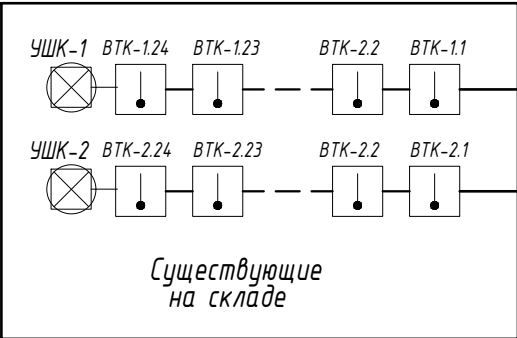 УШК-1 ВТК-1.24 ВТК-1.23 ВТК-2.2 ВТК-1.1
УШК-2 ВТК-2.24 ВТК-2.23 ВТК-2.2 ВТК-2.1
Существующие
на складе